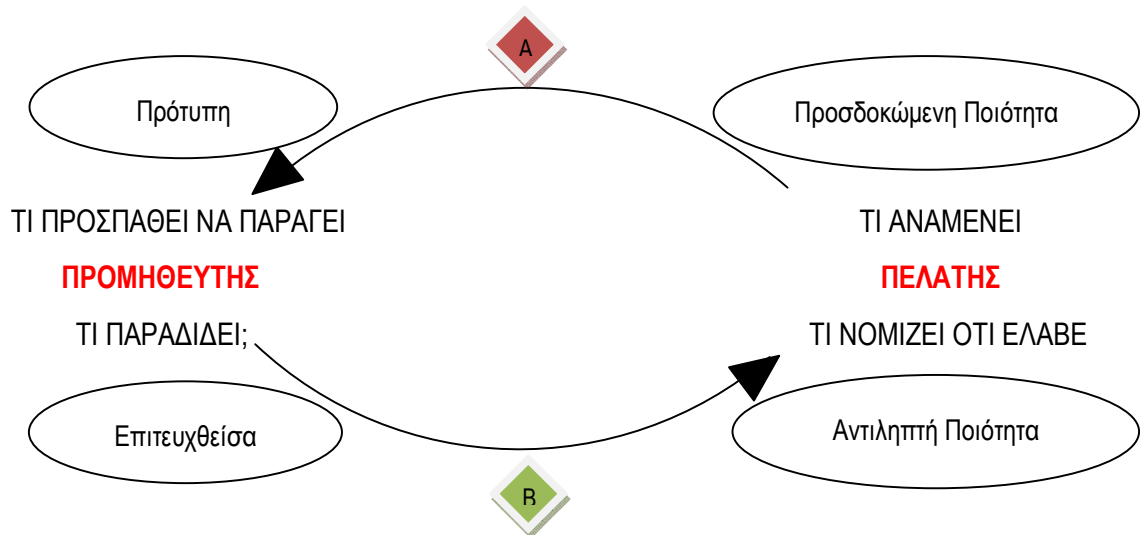 A
Πρότυπη
Προσδοκώμενη Ποιότητα
ΤΙ ΠΡΟΣΠΑΘΕΙ ΝΑ ΠΑΡΑΓΕΙ
ΤΙ ΑΝΑΜΕΝΕΙ
ΠΡΟΜΗΘΕΥΤΗΣ
ΠΕΛΑΤΗΣ
ΤΙ ΠΑΡΑΔΙΔΕΙ;
ΤΙ ΝΟΜΙΖΕΙ ΟΤΙ ΕΛΑΒΕ
Επιτευχθείσα
Αντιληπτή Ποιότητα
B